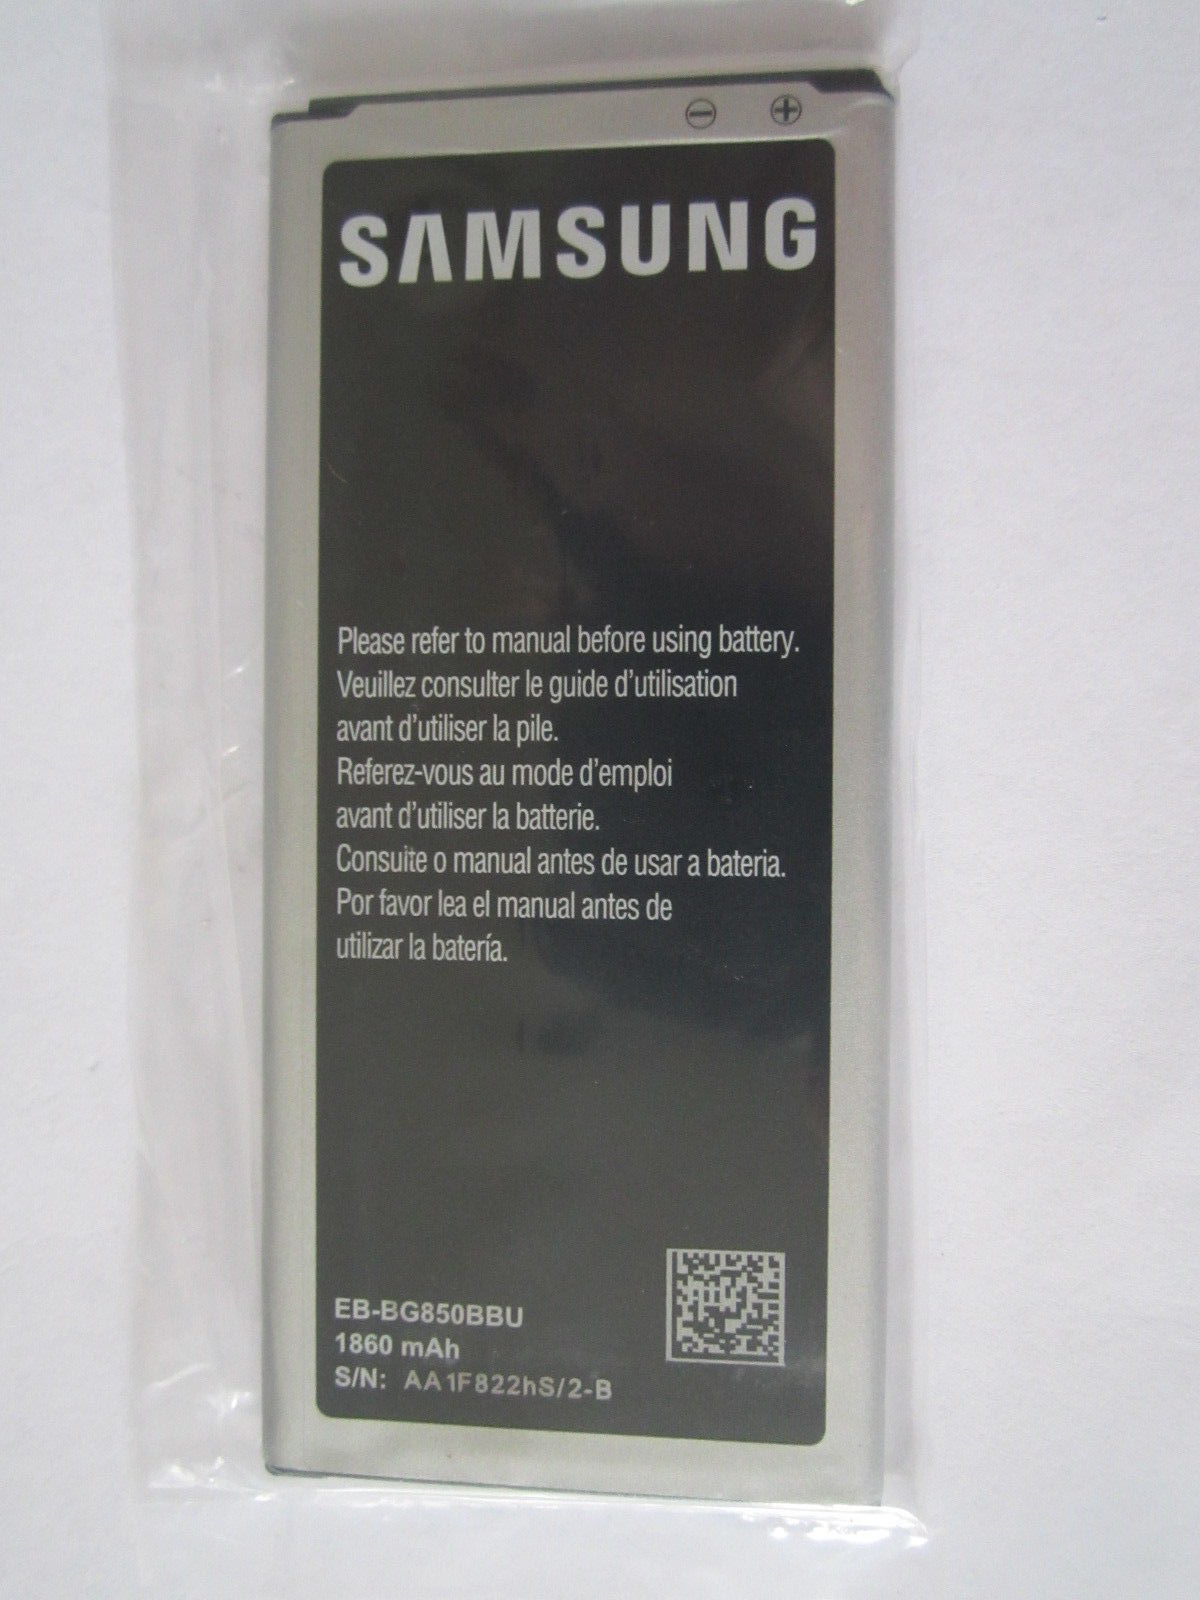 SAMSUNG
Please refer to manual before using battery.
Veuillez consulter le guide d'utilisation
avant d'utiliser la pile.
Referez-vous au mode d'emploi
avant d'utiliser la batterie.
Consuite o manual antes de usar a bateria.
Por favor lea el manual antes de
utilizar la batería.
EB-BG850BBU
1860 mAh
S/N: AA1F822hS/2-B